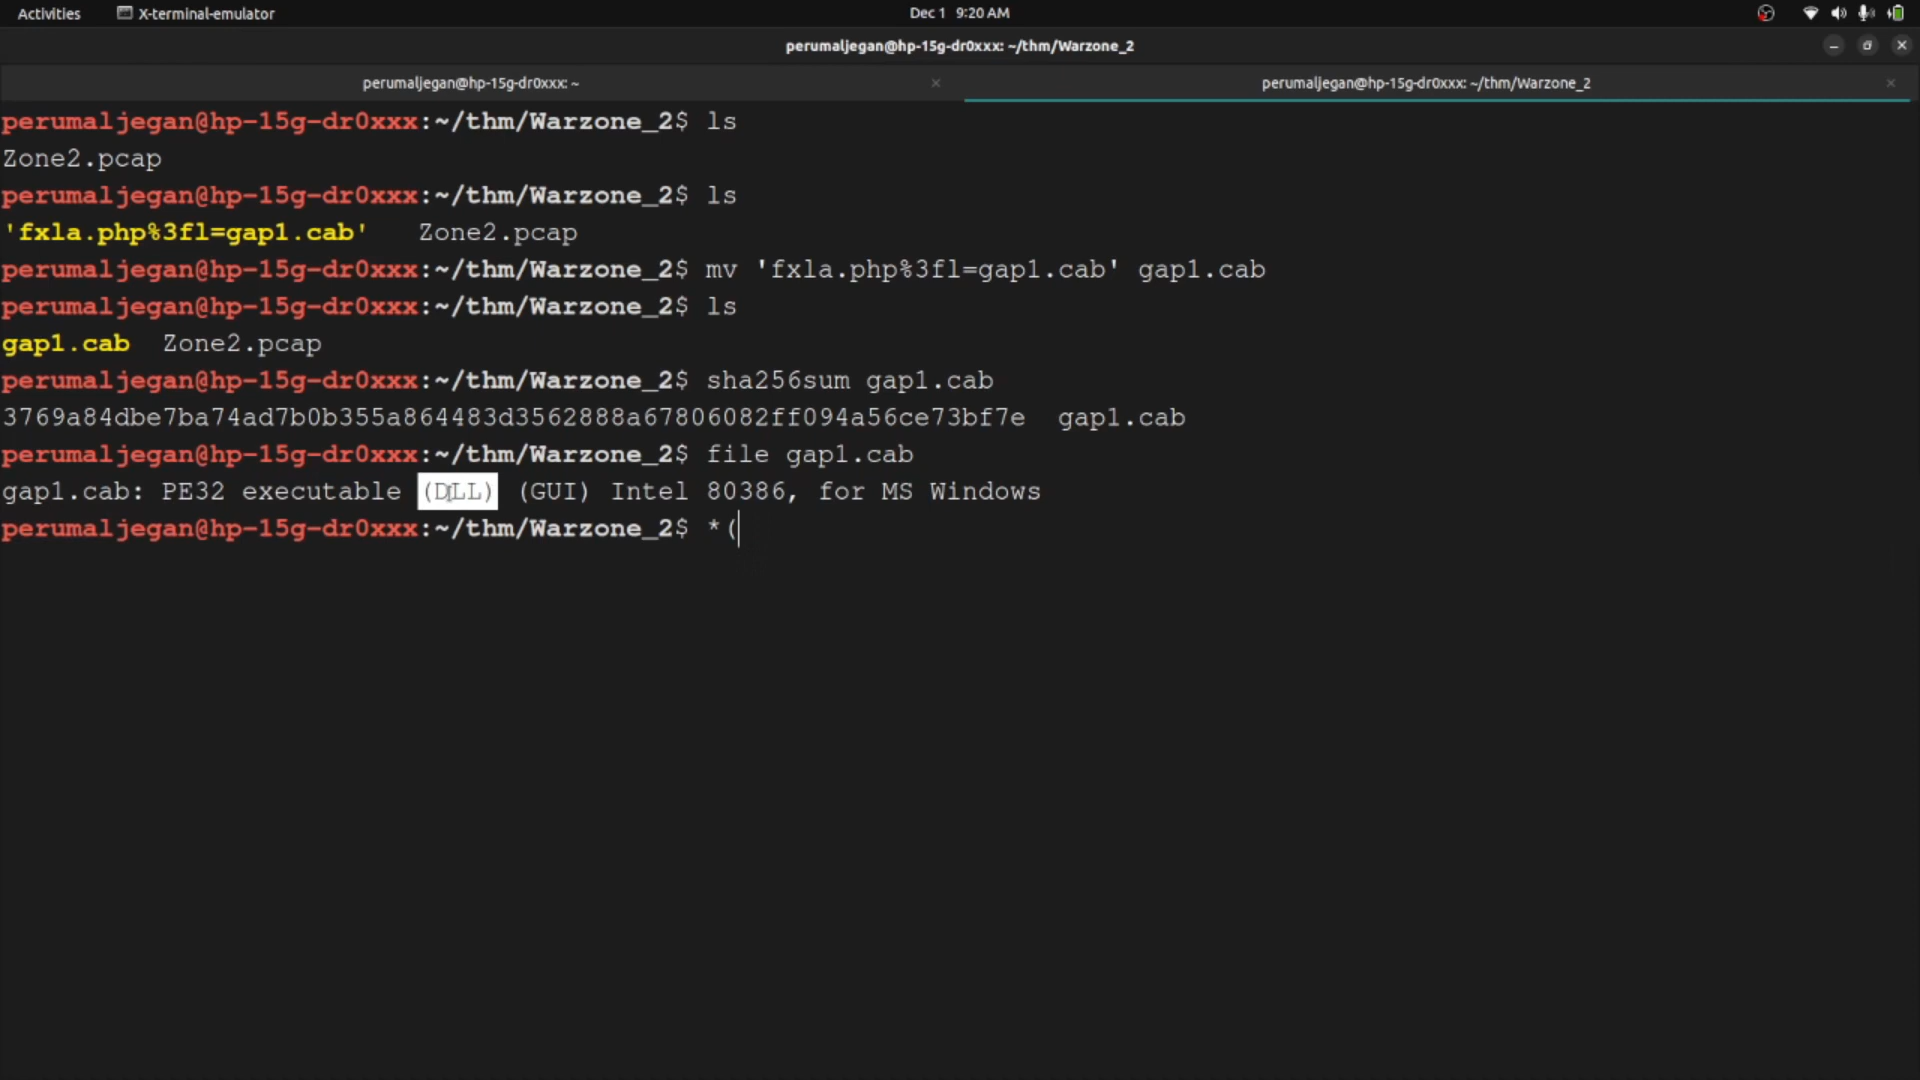 Activities X-terminal-emulator Dec 1 9:20 AM
perumaljegan@hp-15g-dr0xxx: ~/thm/Warzone_2
perumaljegan@hp-15g-dr0xxx: ~ × perumaljegan@hp-15g-dr0xxx: ~/thm/Warzone_2 ×
perumaljegan@hp-15g-dr0xxx:~/thm/Warzone_2$ ls
Zone2.pcap
perumaljegan@hp-15g-dr0xxx:~/thm/Warzone_2$ ls
'fxla.php%3fl=gap1.cab' Zone2.pcap
perumaljegan@hp-15g-dr0xxx:~/thm/Warzone_2$ mv 'fxla.php%3fl=gap1.cab' gap1.cab
perumaljegan@hp-15g-dr0xxx:~/thm/Warzone_2$ ls
gap1.cab Zone2.pcap
perumaljegan@hp-15g-dr0xxx:~/thm/Warzone_2$ sha256sum gap1.cab
3769a84dbe7ba74ad7b0b355a864483d3562888a67806082ff094a56ce73bf7e gap1.cab
perumaljegan@hp-15g-dr0xxx:~/thm/Warzone_2$ file gap1.cab
gap1.cab: PE32 executable (DLL) (GUI) Intel 80386, for MS Windows
perumaljegan@hp-15g-dr0xxx:~/thm/Warzone_2$ *(